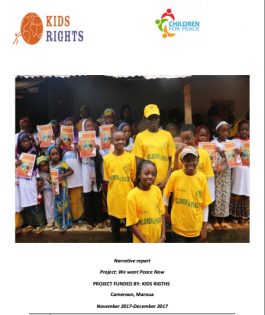 KIDS
RIGHTS
CHILDREN
FOR PEACE
Narrative report
Project: We want Peace Now
PROJECT FUNDED BY: KIDS RIGTHS
Cameroon, Maroua
November 2017-December 2017